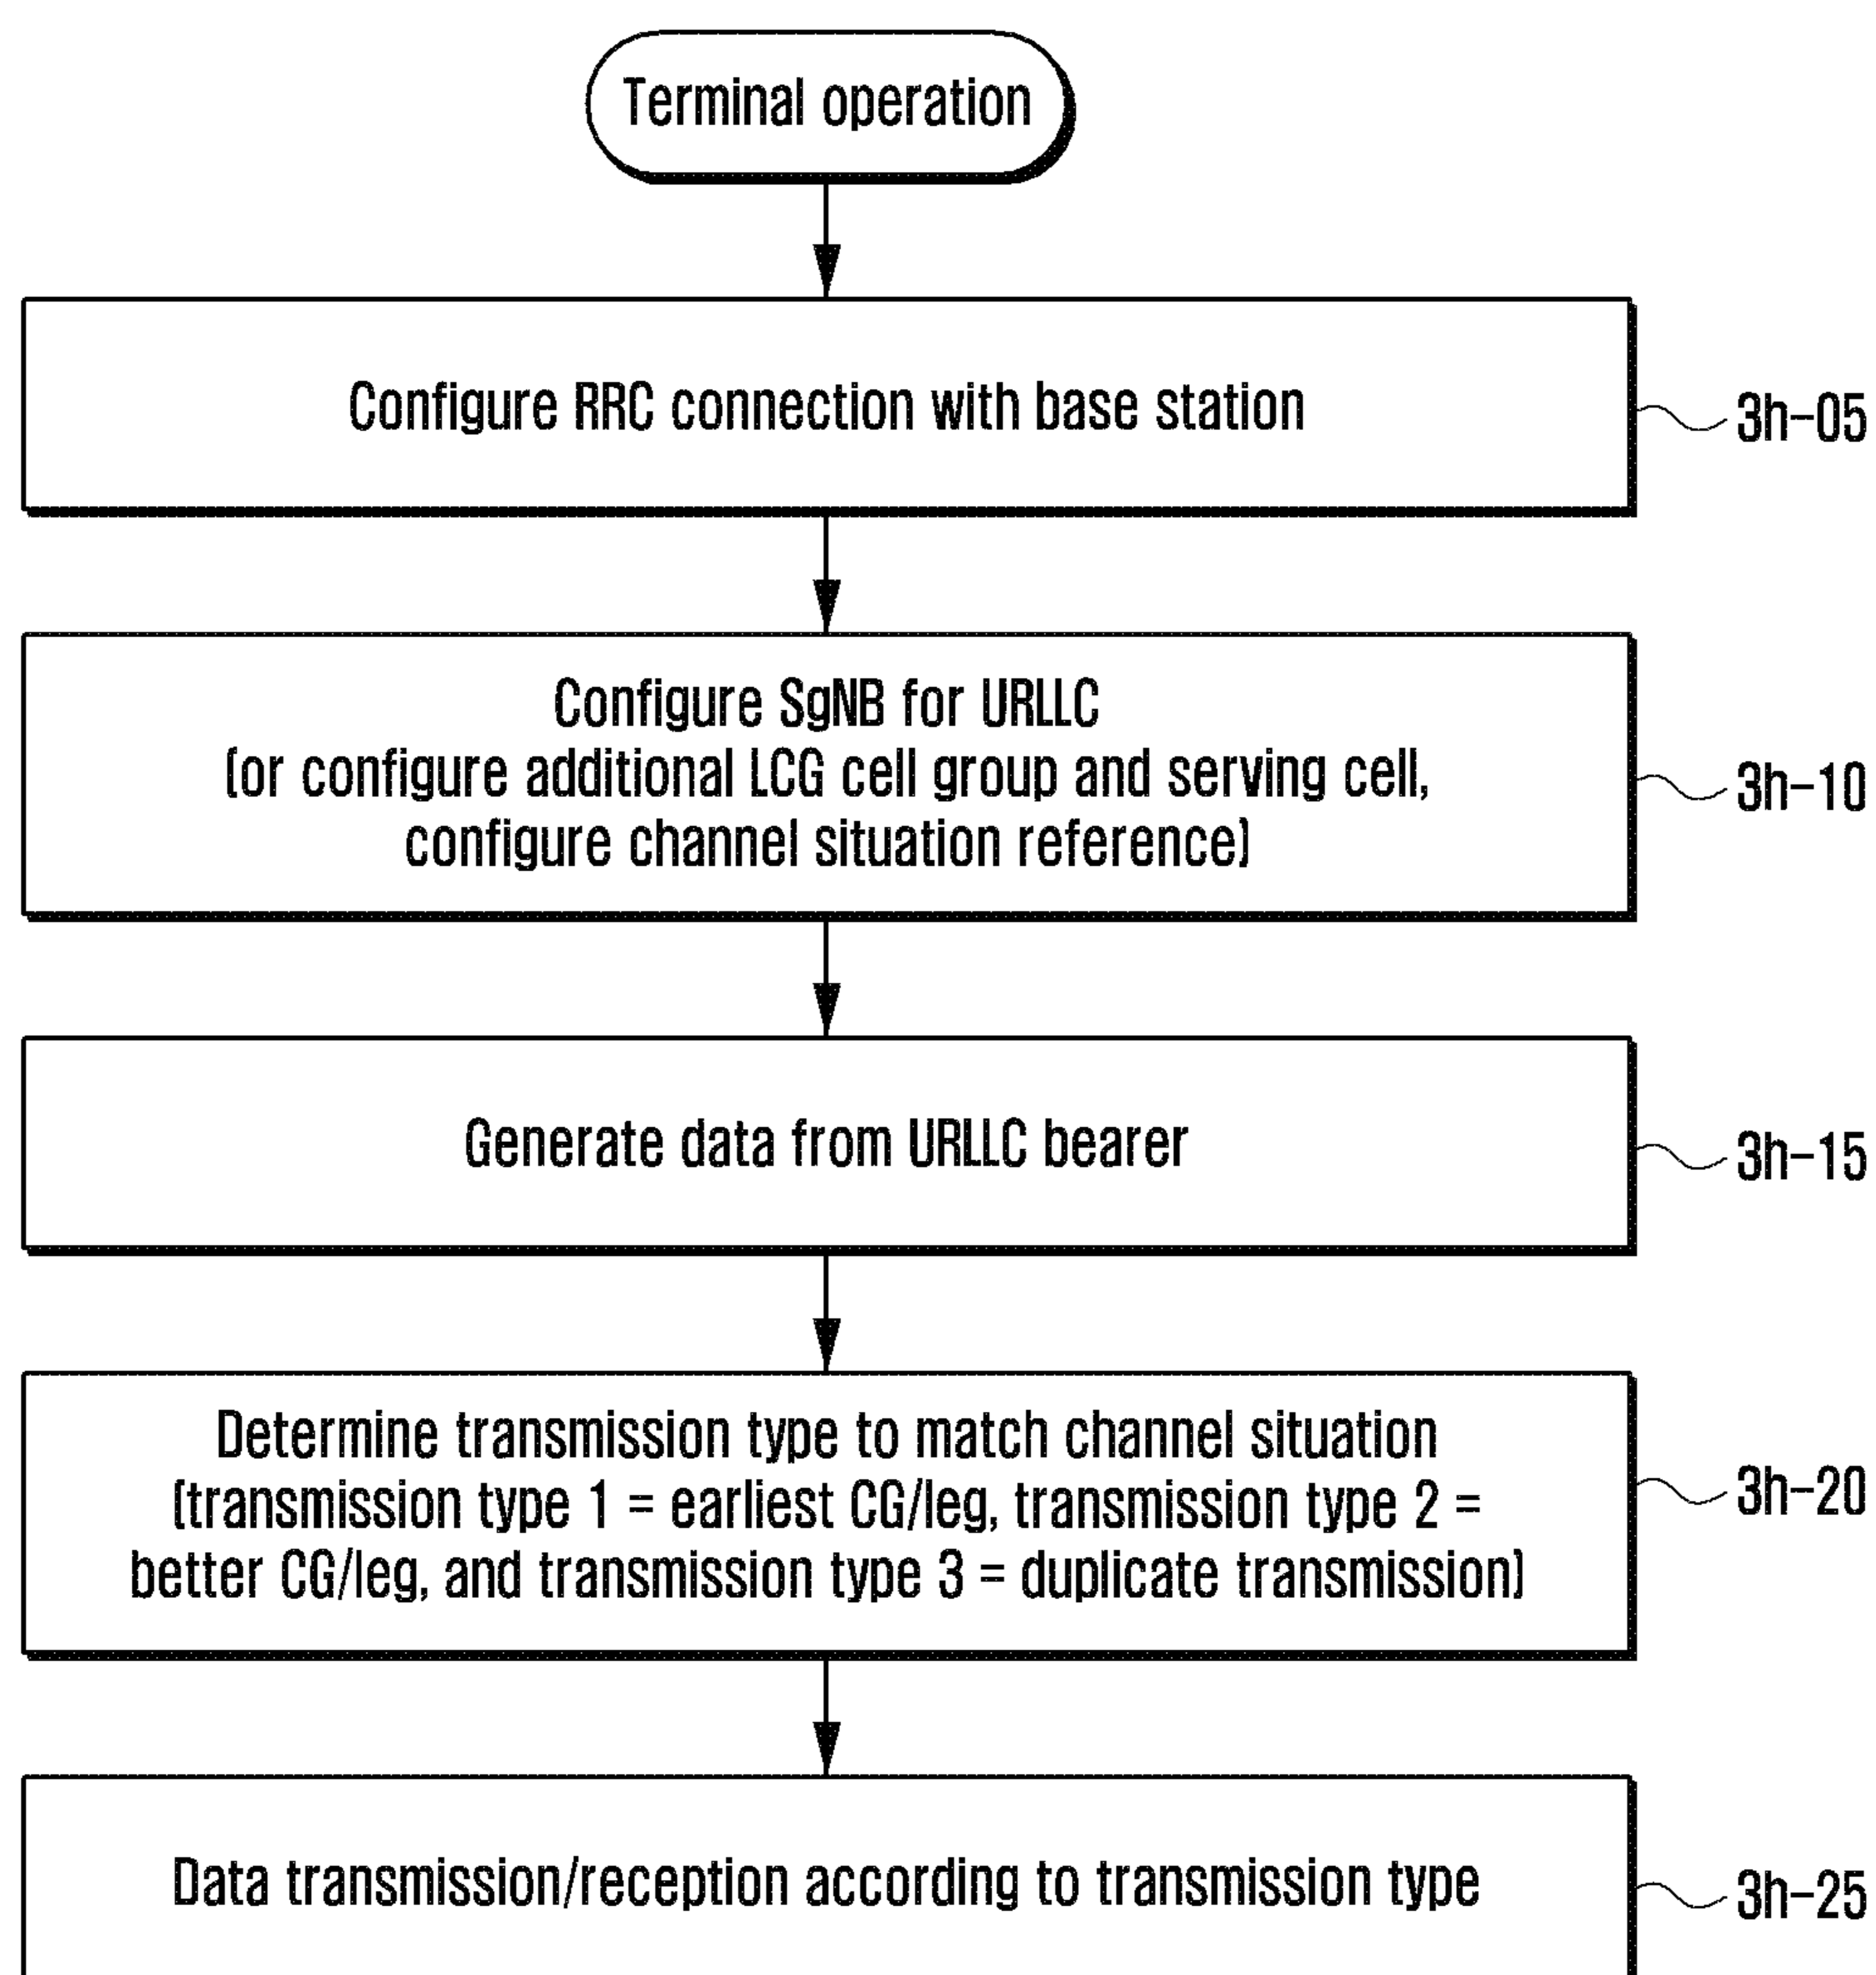 Terminal operation
Configure RRC connection with base station
3h-05
Configure SgNB for URLLC
(or configure additional LCG cell group and serving cell,
configure channel situation reference)
3h-10
Generate data from URLLC bearer
3h-15
Determine transmission type to match channel situation
(transmission type 1 = earliest CG/leg, transmission type 2 =
better CG/leg, and transmission type 3 = duplicate transmission)
3h-20
Data transmission/reception according to transmission type
3h-25